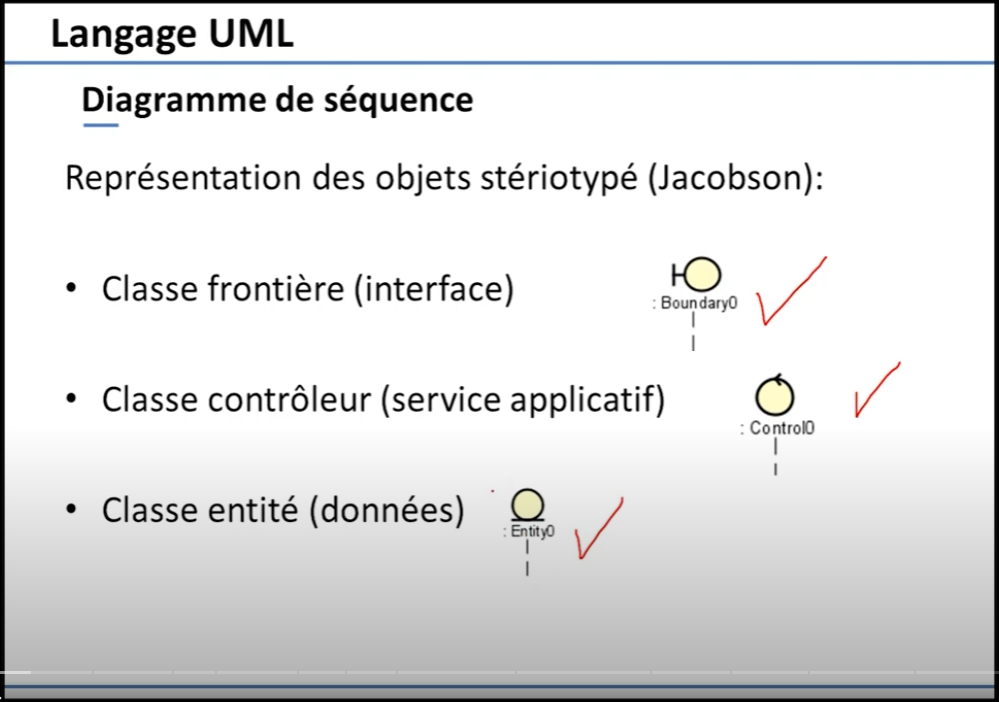 Langage UML
Diagramme de séquence
Représentation des objets stériotypé (Jacobson):
• Classe frontière (interface)
: Boundary0
• Classe contrôleur (service applicatif)
: Control0
• Classe entité (données)
: Entity0